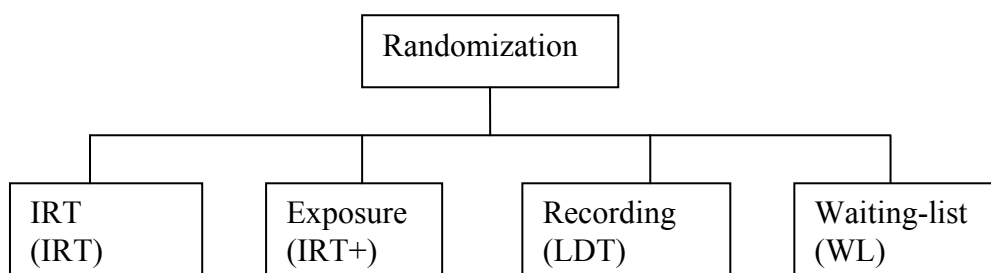 Randomization
IRT
(IRT)
Exposure
(IRT+)
Recording
(LDT)
Waiting-list
(WL)